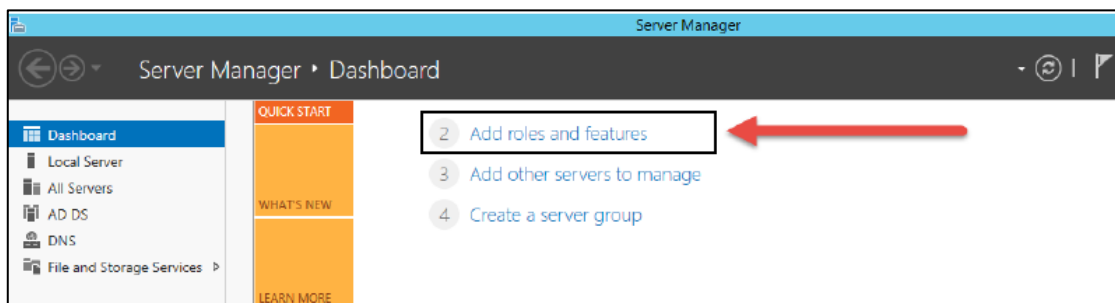 Server Manager
Server Manager ‣ Dashboard
Dashboard
Local Server
All Servers
AD DS
DNS
File and Storage Services
QUICK START
WHAT'S NEW
LEARN MORE
2 Add roles and features
3 Add other servers to manage
4 Create a server group